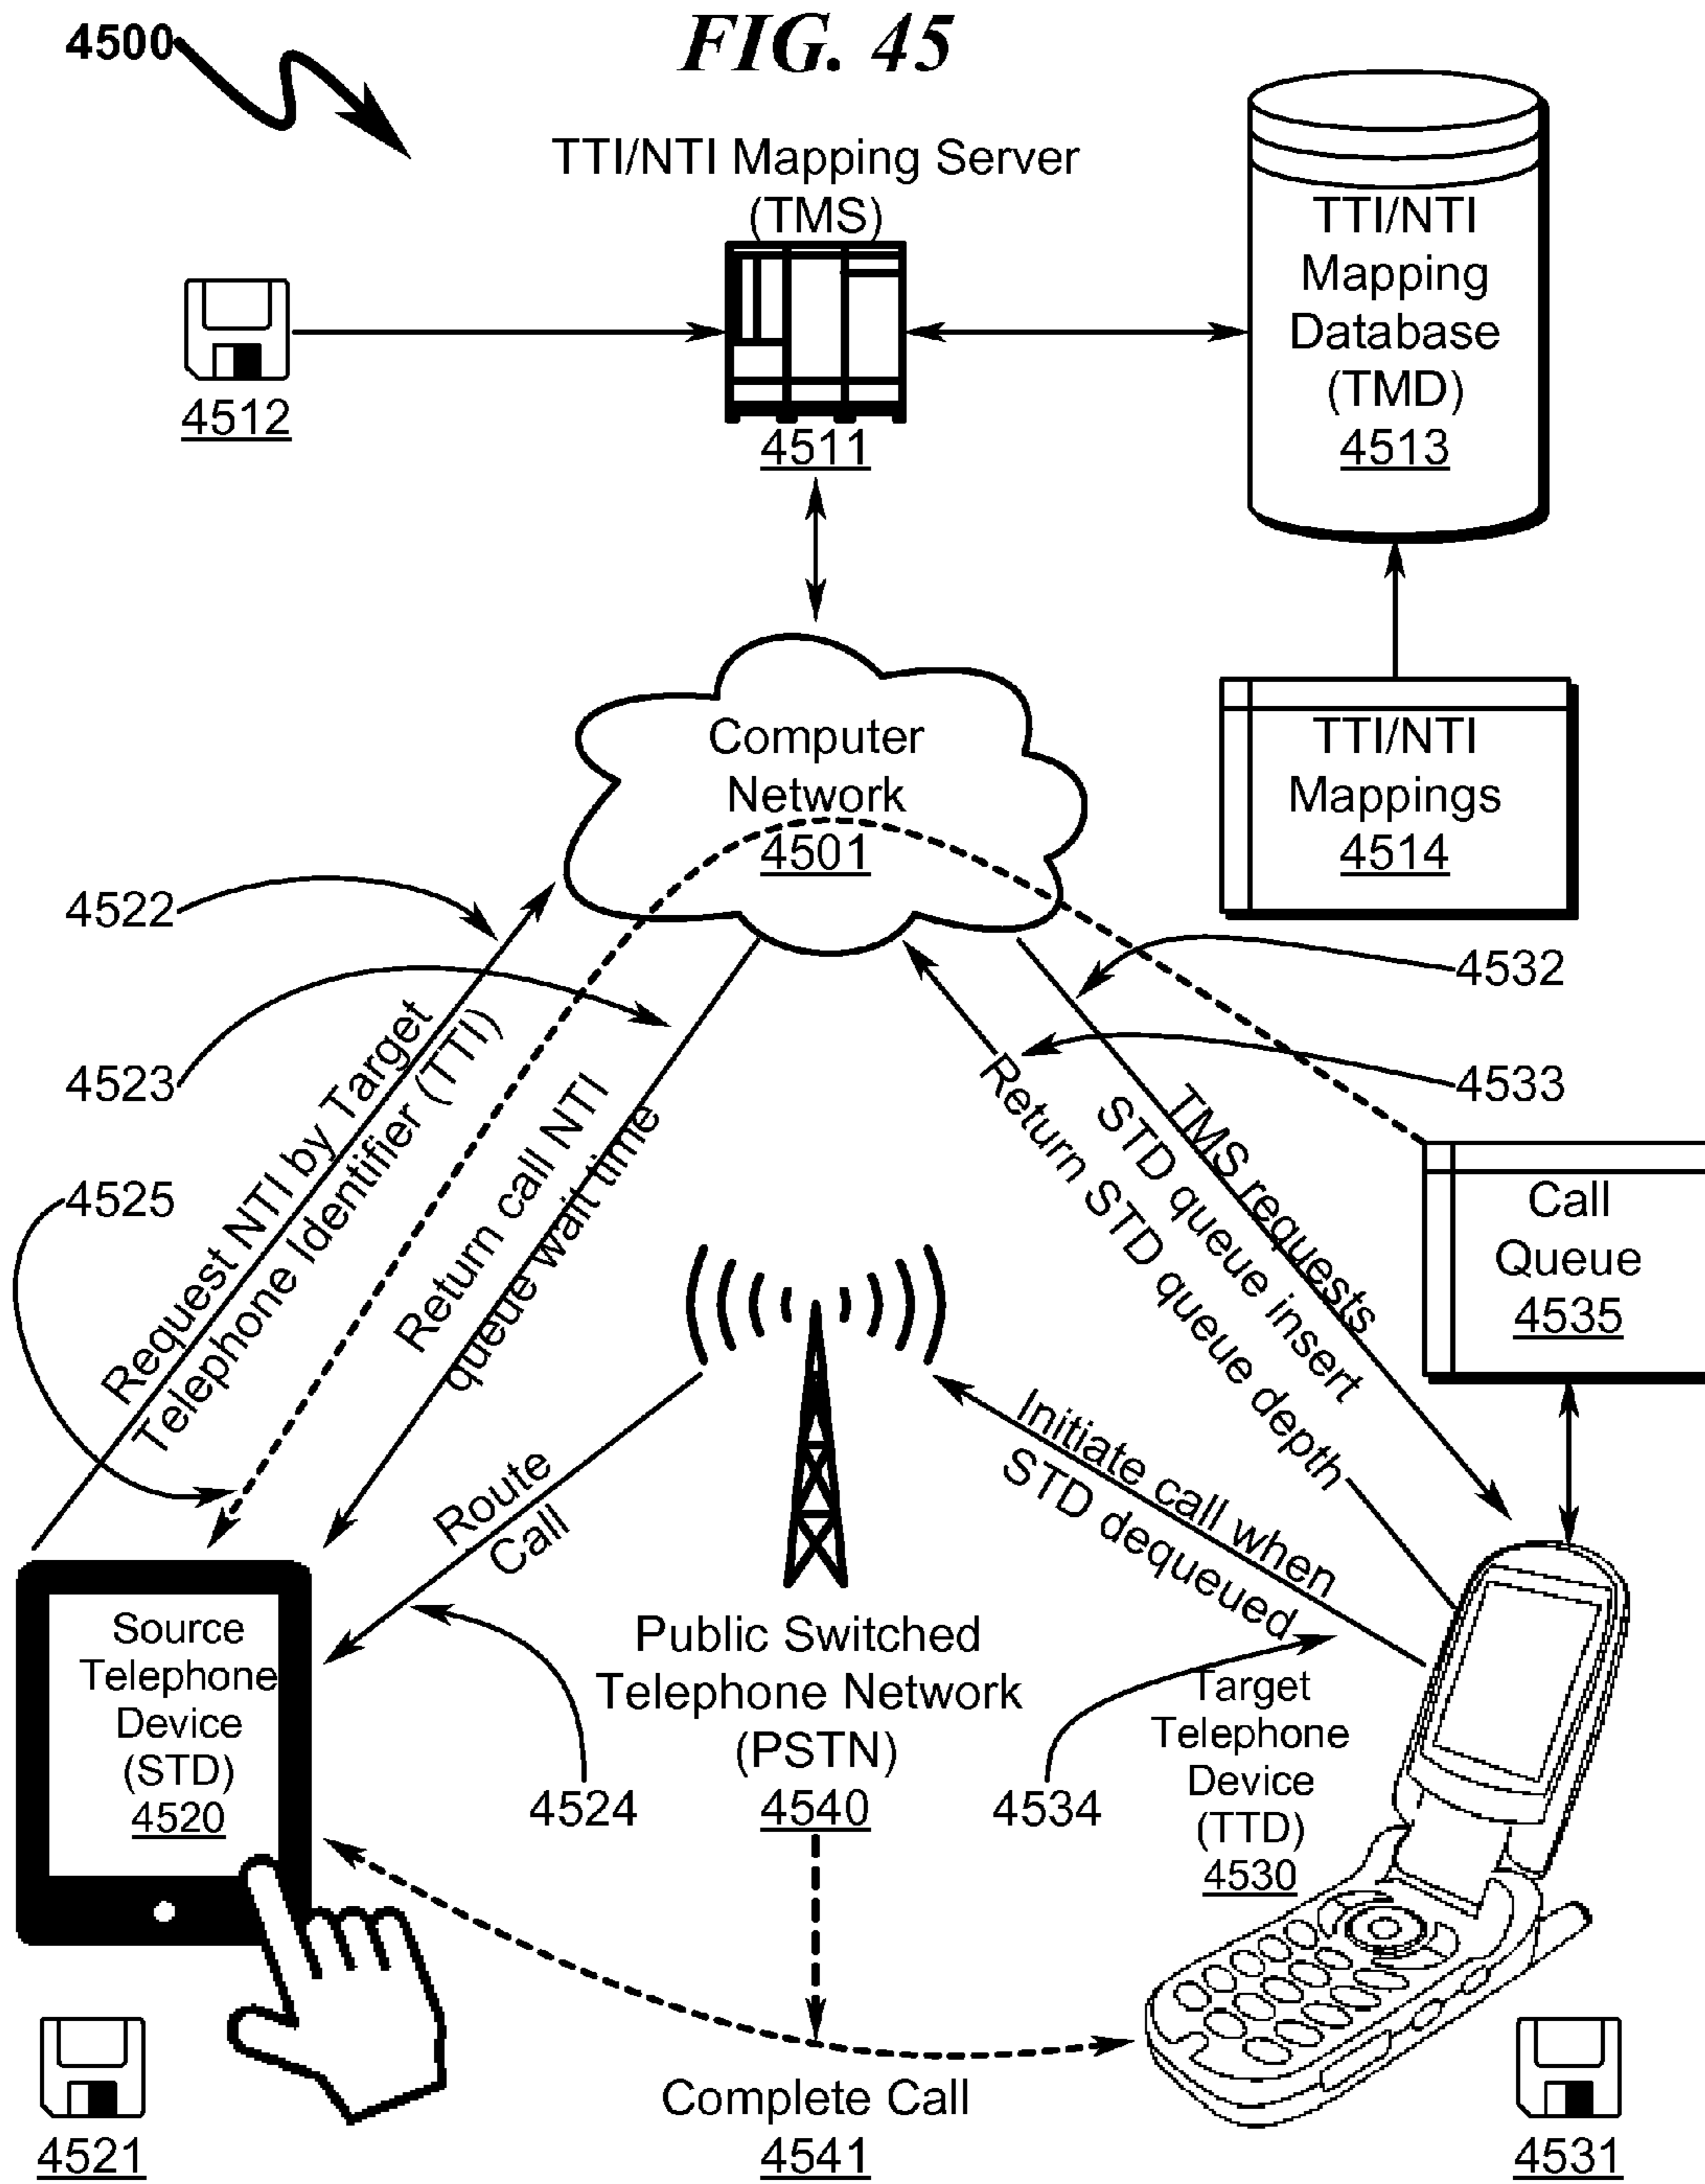 FIG. 45
4500
TTI/NTI Mapping Server
(TMS)
4511
4512
TTI/NTI
Mapping
Database
(TMD)
4513
TTI/NTI
Mappings
4514
Computer
Network
4501
4522
4523
4525
4532
4533
Request NTI by Target
Telephone Identifier (TTI)
Return call NTI
queue wait time
TMS requests
STD queue insert
Return STD queue depth
Call
Queue
4535
Route
Call
Initiate call when
STD dequeued
Source
Telephone
Device
(STD)
4520
4524
Public Switched
Telephone Network
(PSTN)
4540
4534
Target
Telephone
Device
(TTD)
4530
Complete Call
4541
4521
4531